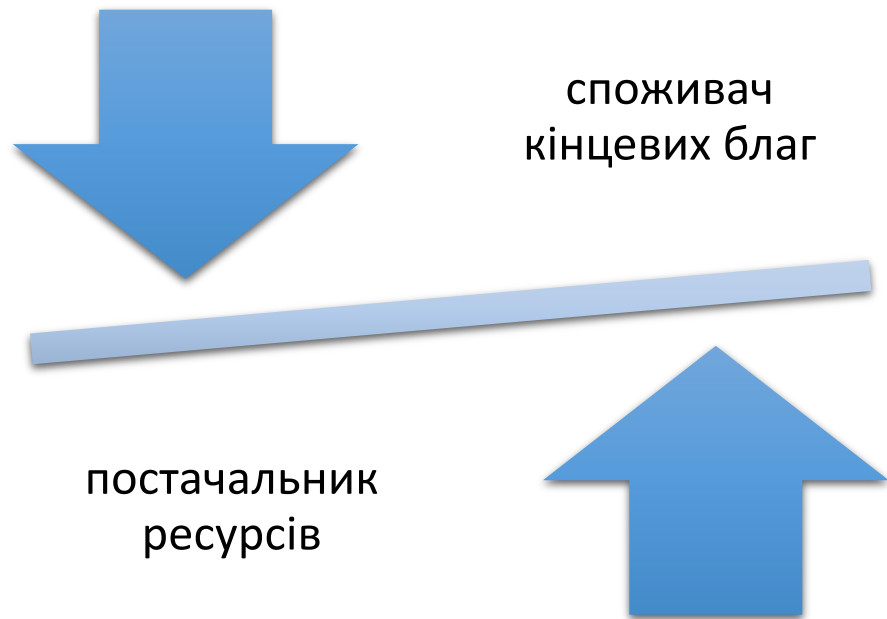 споживач
кінцевих благ
постачальник
ресурсів